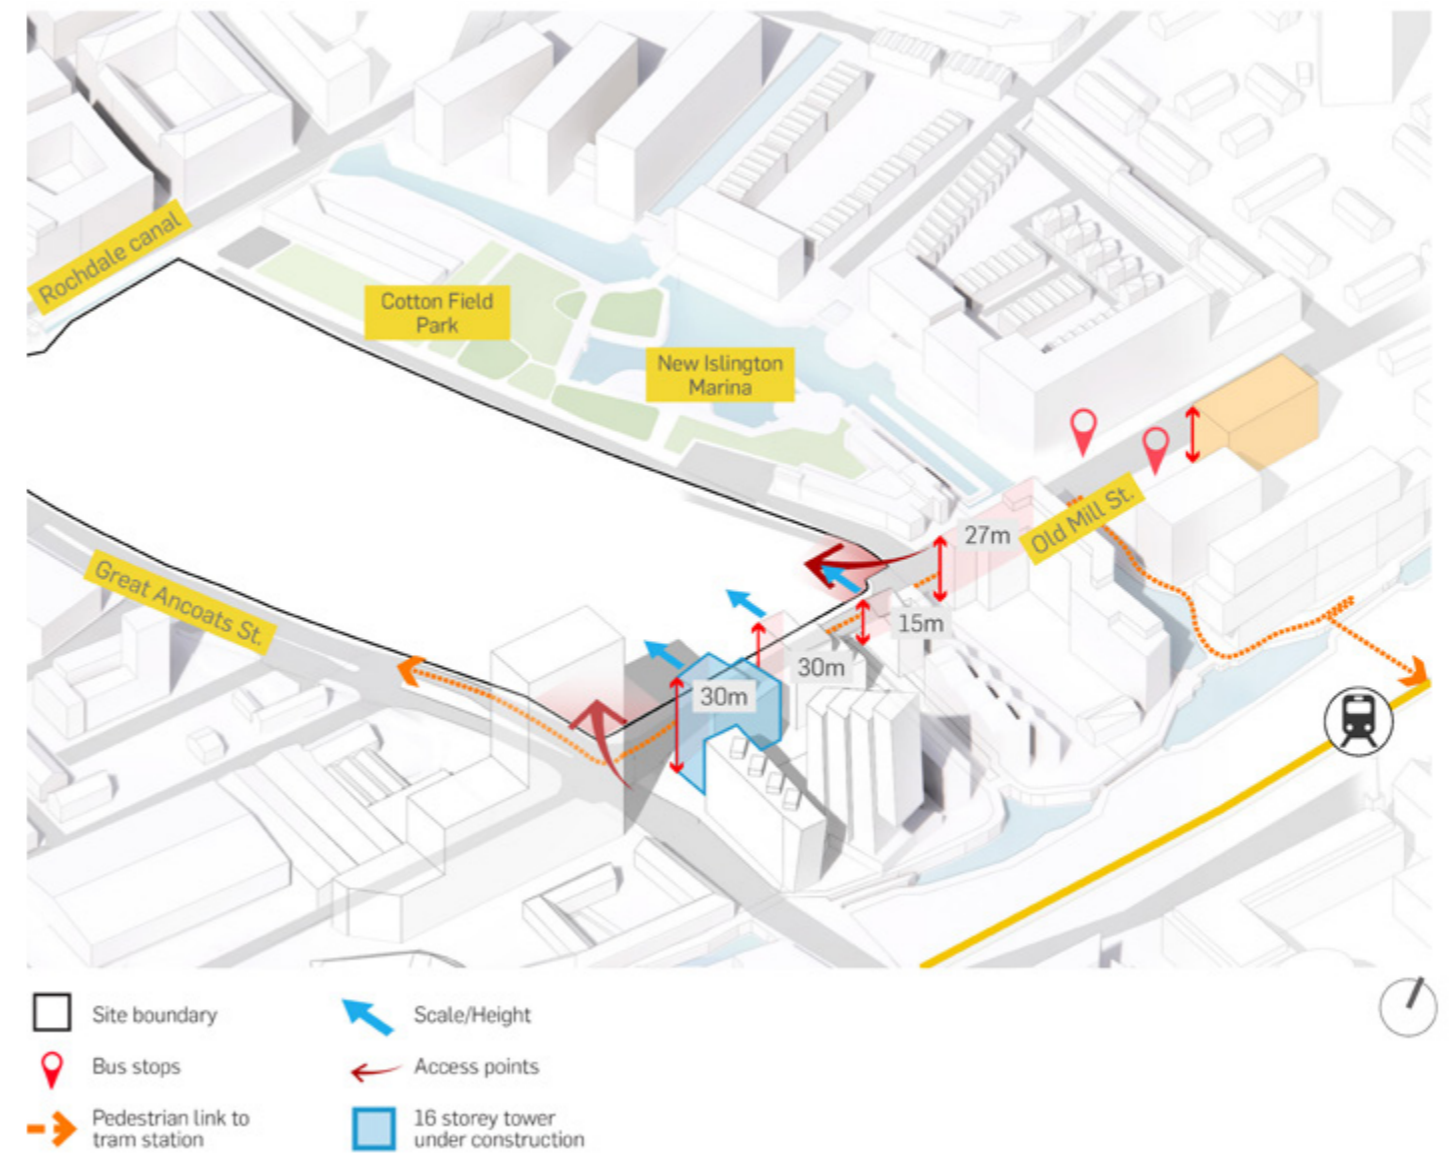 Rochdale canal
Cotton Field
Park
New Islington
Marina
Old Mill St.
27m
15m
30m
30m
Great Ancoats St.
Site boundary
Bus stops
Pedestrian link to
tram station
Scale/Height
Access points
16 storey tower
under construction